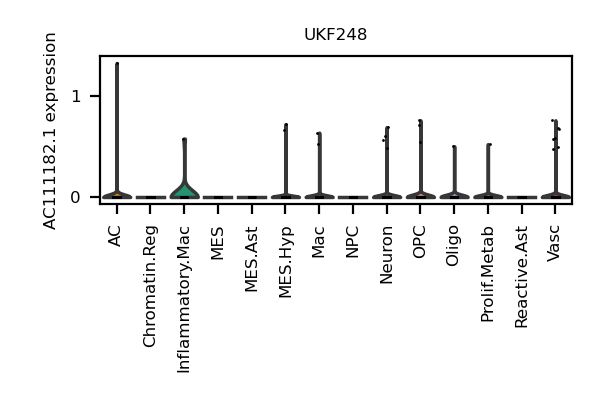 UKF248
AC111182.1 expression
1
0
AC
Chromatin.Reg
Inflammatory.Mac
MES
MES.Ast
MES.Hyp
Mac
NPC
Neuron
OPC
Oligo
Prolif.Metab
Reactive.Ast
Vasc